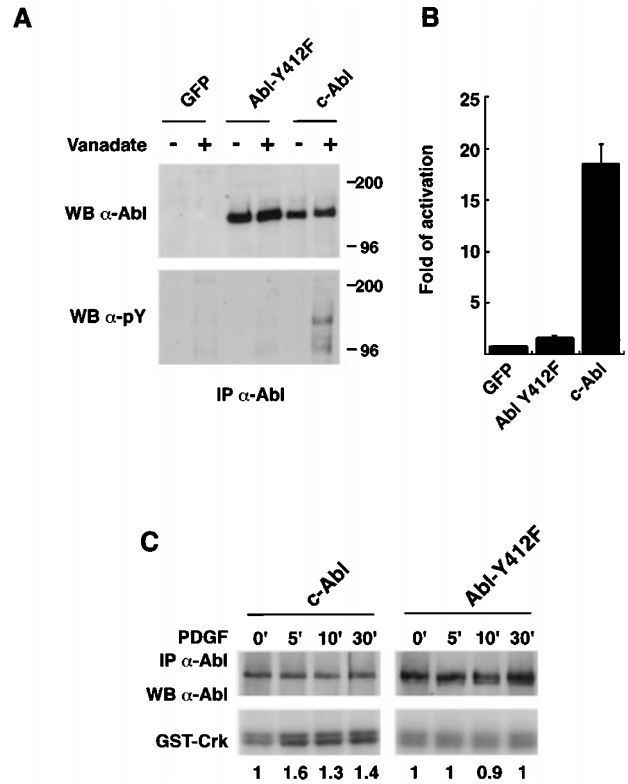 A
GFP
Abl-Y412F
c-Abl
Vanadate - + - + - +
WB α-Abl
-200
-96
WB α-pY
-200
-96
IP α-Abl
B
Fold of activation
25
20
15
10
5
GFP
Abl Y412F
c-Abl
C
c-Abl
Abl-Y412F
PDGF 0' 5' 10' 30' 0' 5' 10' 30'
IP α-Abl
WB α-Abl
GST-Crk
1 1.6 1.3 1.4 1 1 0.9 1